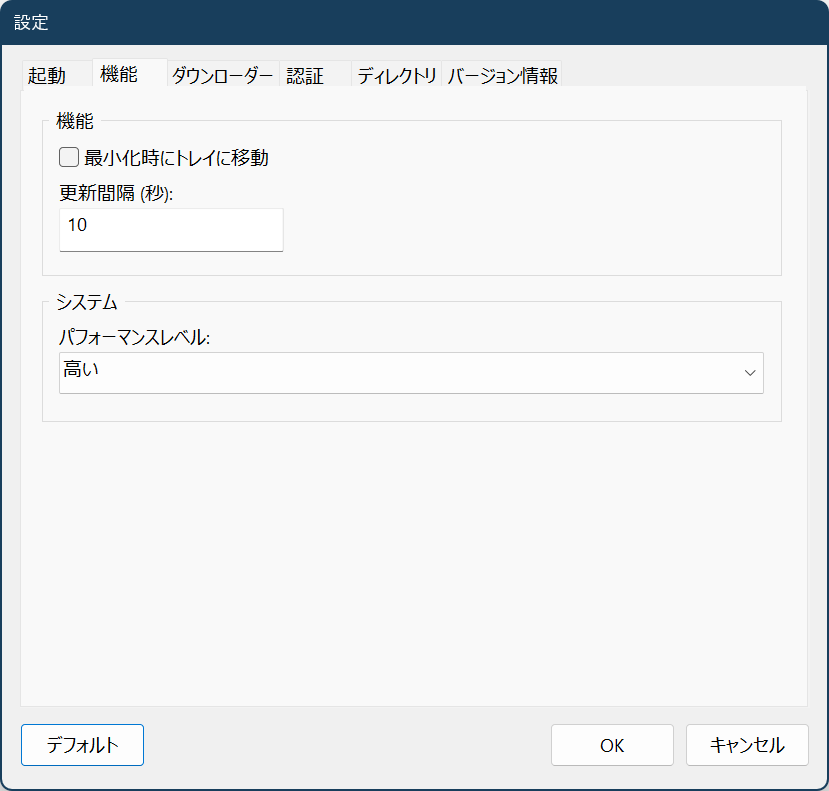 設定
起動 機能 ダウンローダー 認証 ディレクトリ バージョン情報
機能
最小化時にトレイに移動
更新間隔 (秒):
10
システム
パフォーマンスレベル:
高い
デフォルト OK キャンセル